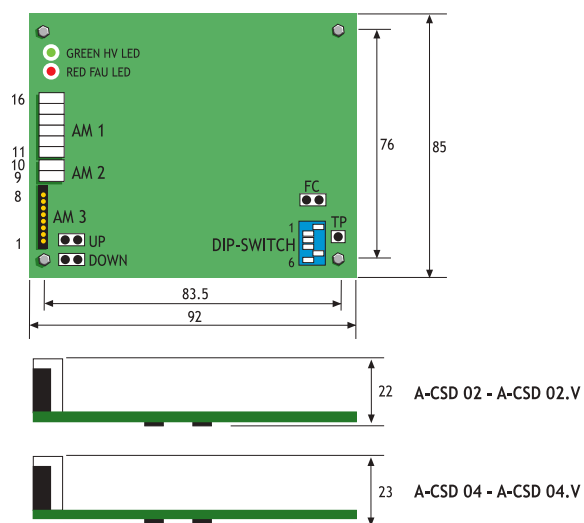 GREEN HV LED
RED FAU LED
16
AM 1
11
10
AM 2
9
8
AM 3
1
UP
DOWN
FC
1
TP
DIP-SWITCH
6
76
85
83.5
92
22
A-CSD 02 - A-CSD 02.V
23
A-CSD 04 - A-CSD 04.V